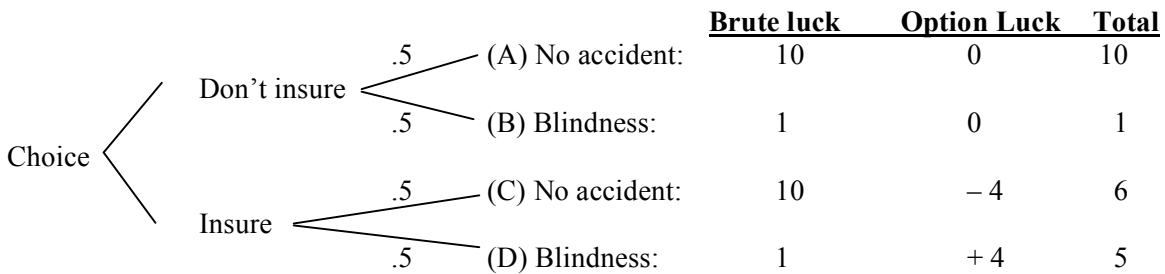 Brute luck Option Luck Total
.5 (A) No accident: 10 0 10
Don’t insure
.5 (B) Blindness: 1 0 1
Choice
.5 (C) No accident: 10 – 4 6
Insure
.5 (D) Blindness: 1 + 4 5